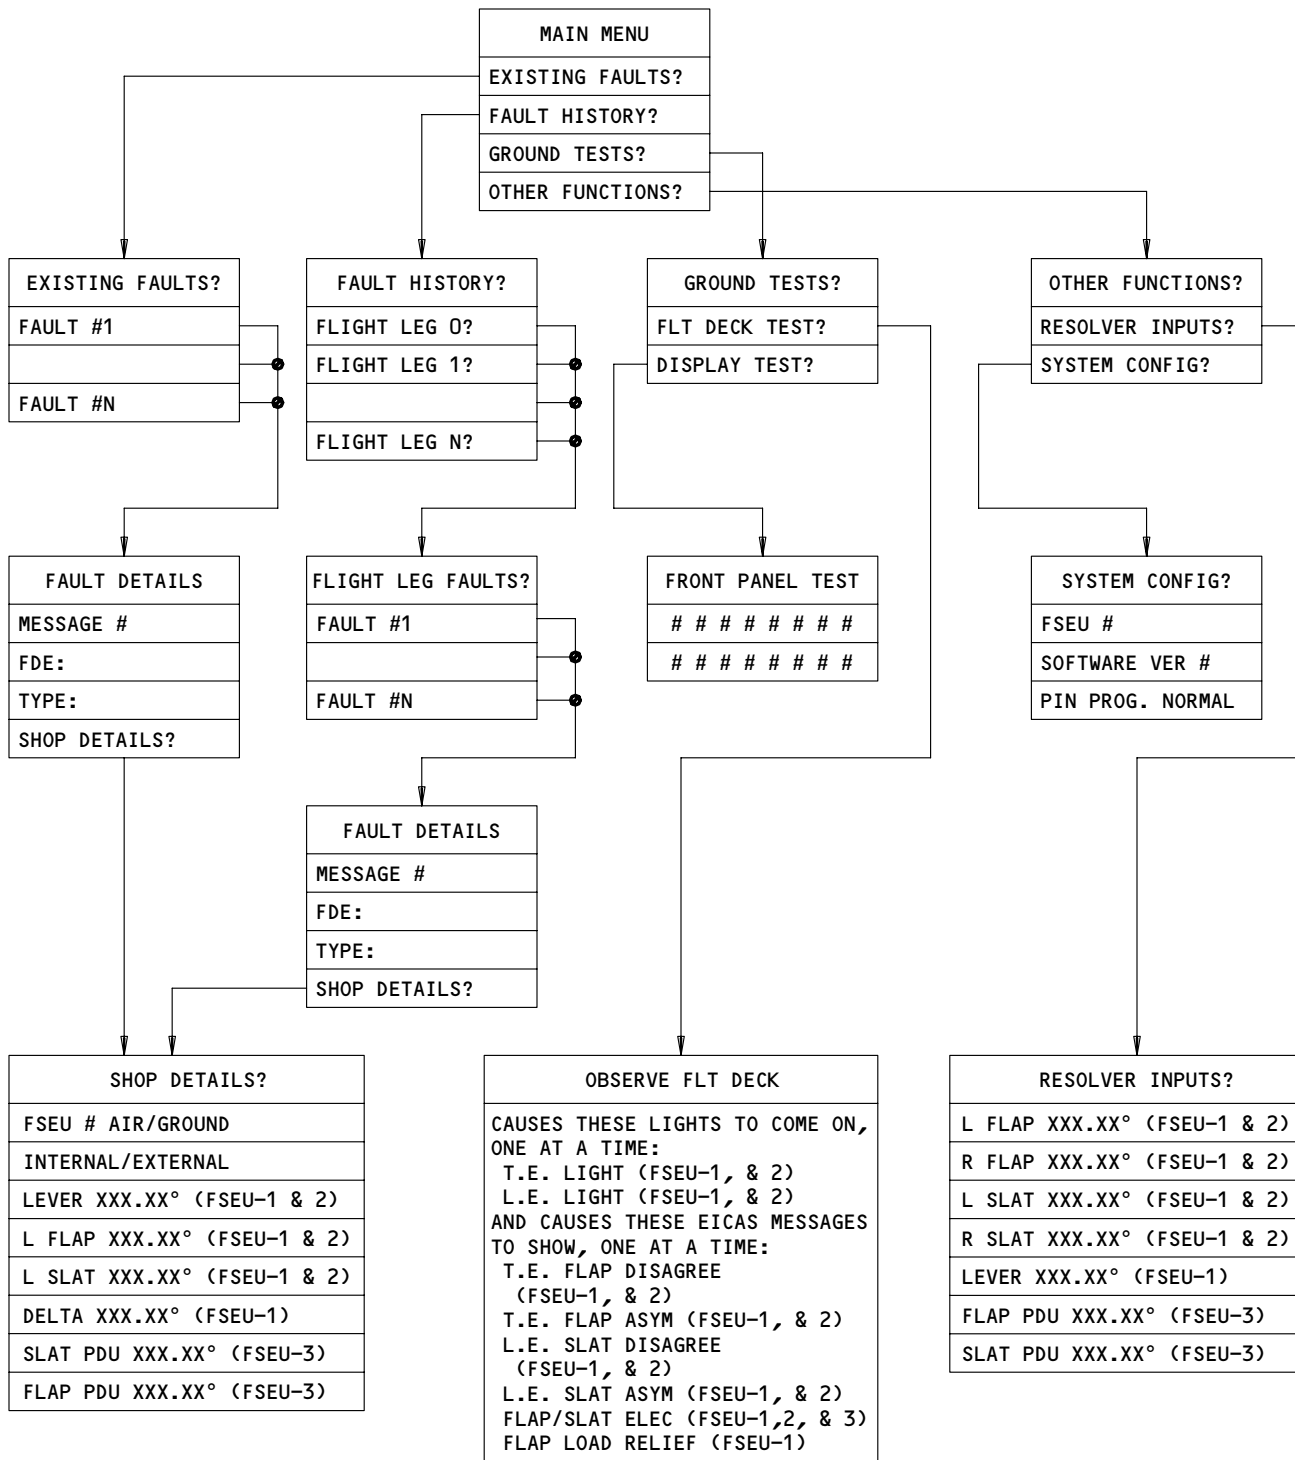 MAIN MENU
EXISTING FAULTS?
FAULT HISTORY?
GROUND TESTS?
OTHER FUNCTIONS?
EXISTING FAULTS?
FAULT #1
FAULT #N
FAULT HISTORY?
FLIGHT LEG 0?
FLIGHT LEG 1?
FLIGHT LEG N?
GROUND TESTS?
FLT DECK TEST?
DISPLAY TEST?
OTHER FUNCTIONS?
RESOLVER INPUTS?
SYSTEM CONFIG?
FAULT DETAILS
MESSAGE #
FDE:
TYPE:
SHOP DETAILS?
FLIGHT LEG FAULTS?
FAULT #1
FAULT #N
FRONT PANEL TEST
# # # # # # # #
# # # # # # # #
SYSTEM CONFIG?
FSEU #
SOFTWARE VER #
PIN PROG. NORMAL
FAULT DETAILS
MESSAGE #
FDE:
TYPE:
SHOP DETAILS?
SHOP DETAILS?
FSEU # AIR/GROUND
INTERNAL/EXTERNAL
LEVER XXX.XX° (FSEU-1 & 2)
L FLAP XXX.XX° (FSEU-1 & 2)
L SLAT XXX.XX° (FSEU-1 & 2)
DELTA XXX.XX° (FSEU-1)
SLAT PDU XXX.XX° (FSEU-3)
FLAP PDU XXX.XX° (FSEU-3)
OBSERVE FLT DECK
CAUSES THESE LIGHTS TO COME ON,
ONE AT A TIME:
T.E. LIGHT (FSEU-1, & 2)
L.E. LIGHT (FSEU-1, & 2)
AND CAUSES THESE EICAS MESSAGES
TO SHOW, ONE AT A TIME:
T.E. FLAP DISAGREE
(FSEU-1, & 2)
T.E. FLAP ASYM (FSEU-1, & 2)
L.E. SLAT DISAGREE
(FSEU-1, & 2)
L.E. SLAT ASYM (FSEU-1, & 2)
FLAP/SLAT ELEC (FSEU-1,2, & 3)
FLAP LOAD RELIEF (FSEU-1)
RESOLVER INPUTS?
L FLAP XXX.XX° (FSEU-1 & 2)
R FLAP XXX.XX° (FSEU-1 & 2)
L SLAT XXX.XX° (FSEU-1 & 2)
R SLAT XXX.XX° (FSEU-1 & 2)
LEVER XXX.XX° (FSEU-1)
FLAP PDU XXX.XX° (FSEU-3)
SLAT PDU XXX.XX° (FSEU-3)